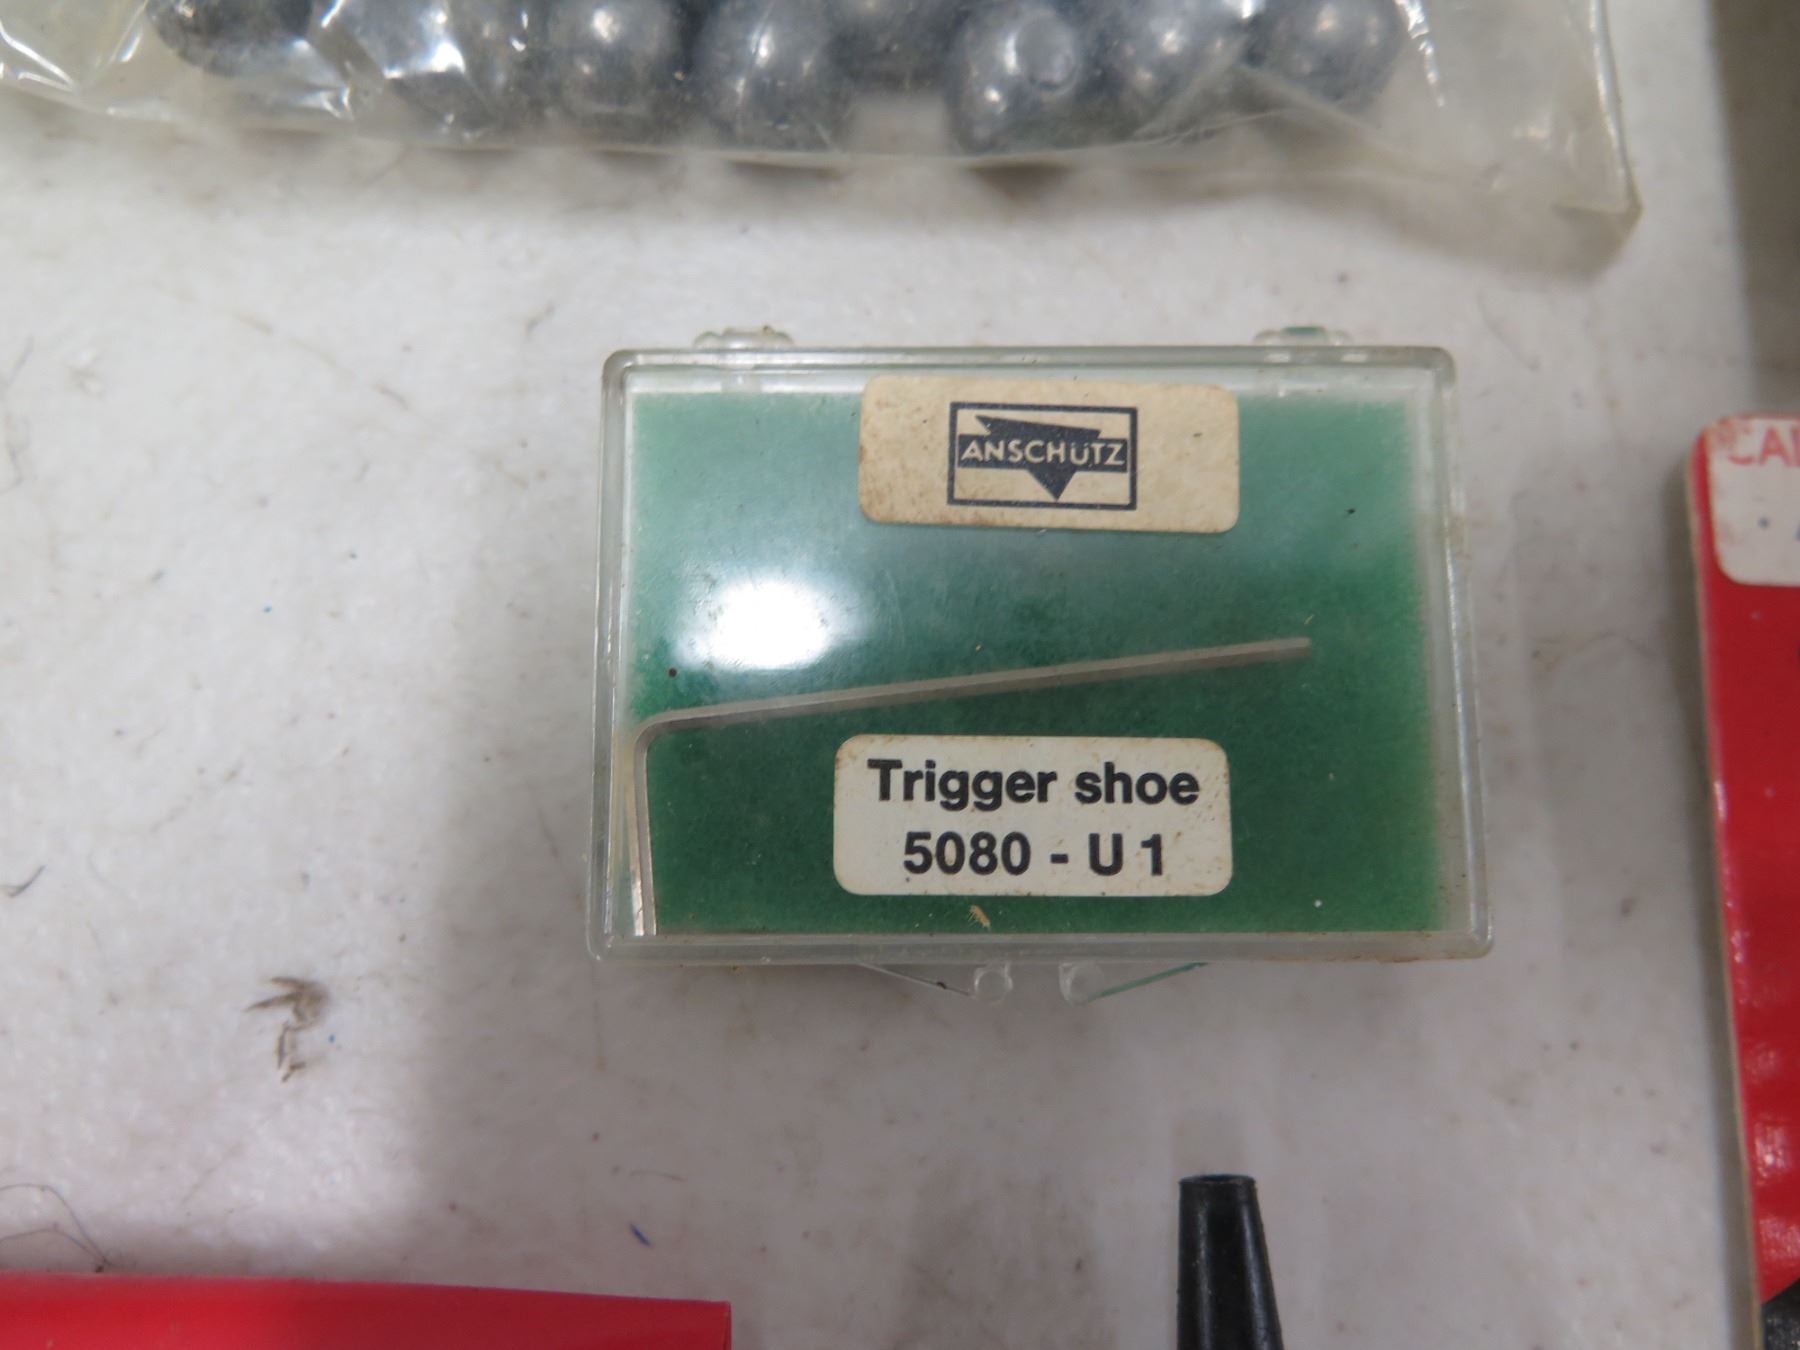 ANSCHÜTZ
Trigger shoe
5080 - U 1